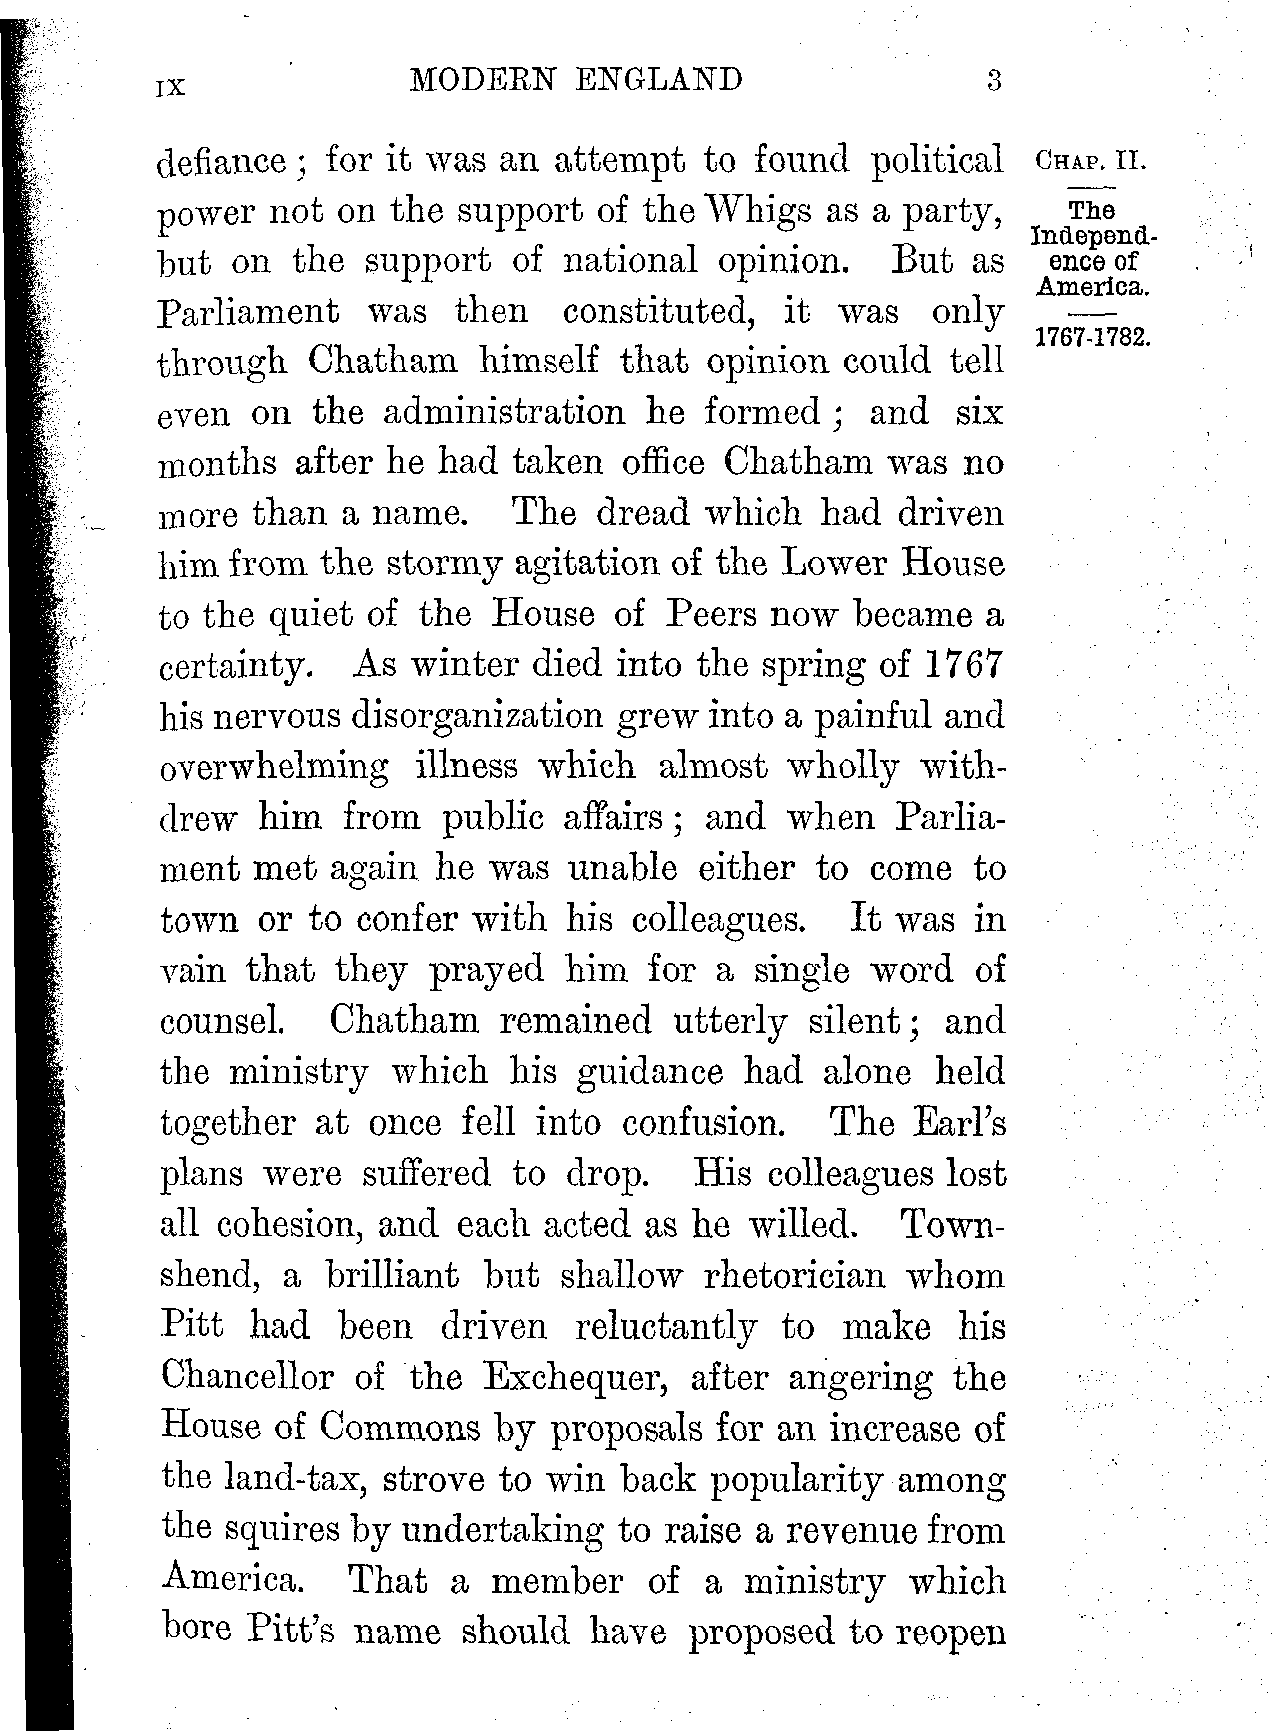 IX MODERN ENGLAND 3
defiance ; for it was an attempt to found political
power not on the support of the Whigs as a party,
but on the support of national opinion. But as
Parliament was then constituted, it was only
through Chatham himself that opinion could tell
even on the administration he formed ; and six
months after he had taken office Chatham was no
more than a name. The dread which had driven
him from the stormy agitation of the Lower House
to the quiet of the House of Peers now became a
certainty. As winter died into the spring of 1767
his nervous disorganization grew into a painful and
overwhelming illness which almost wholly with-
drew him from public affairs ; and when Parlia-
ment met again he was unable either to come to
town or to confer with his colleagues. It was in
vain that they prayed him for a single word of
counsel. Chatham remained utterly silent ; and
the ministry which his guidance had alone held
together at once fell into confusion. The Earl's
plans were suffered to drop. His colleagues lost
all cohesion, and each acted as he willed. Town-
shend, a brilliant but shallow rhetorician whom
Pitt had been driven reluctantly to make his
Chancellor of the Exchequer, after angering the
House of Commons by proposals for an increase of
the land-tax, strove to win back popularity among
the squires by undertaking to raise a revenue from
America. That a member of a ministry which
bore Pitt's name should have proposed to reopen
CHAP. II.
The
Independ-
ence of
America.
1767-1782.